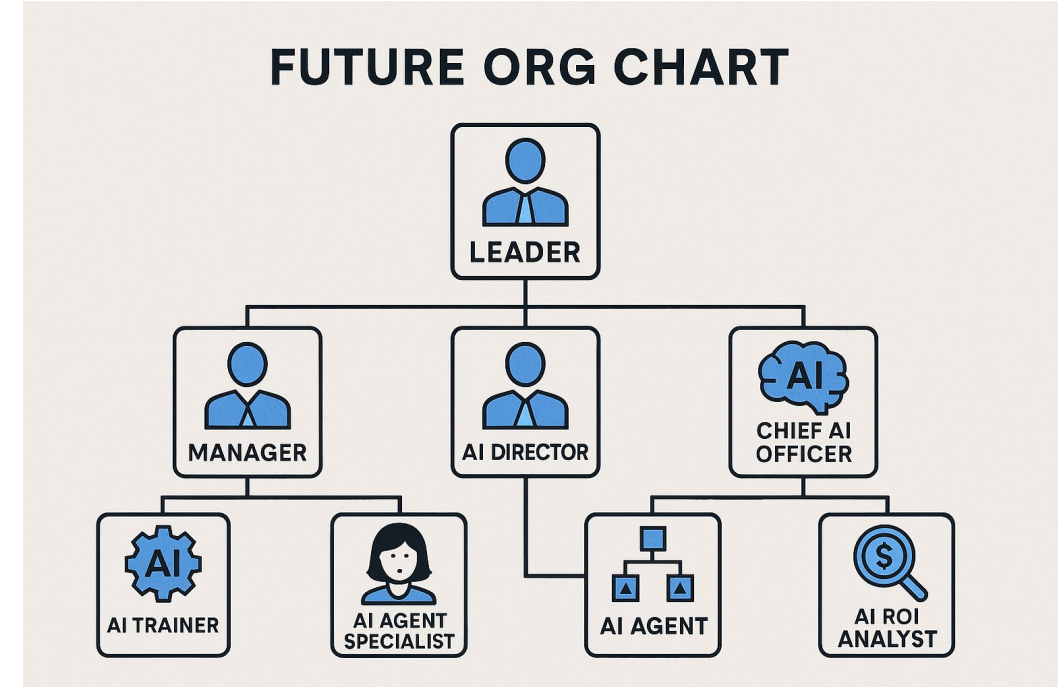 FUTURE ORG CHART
LEADER
MANAGER
AI DIRECTOR
AI
CHIEF AI
OFFICER
AI
AI TRAINER
AI AGENT
SPECIALIST
AI AGENT
$
AI ROI
ANALYST